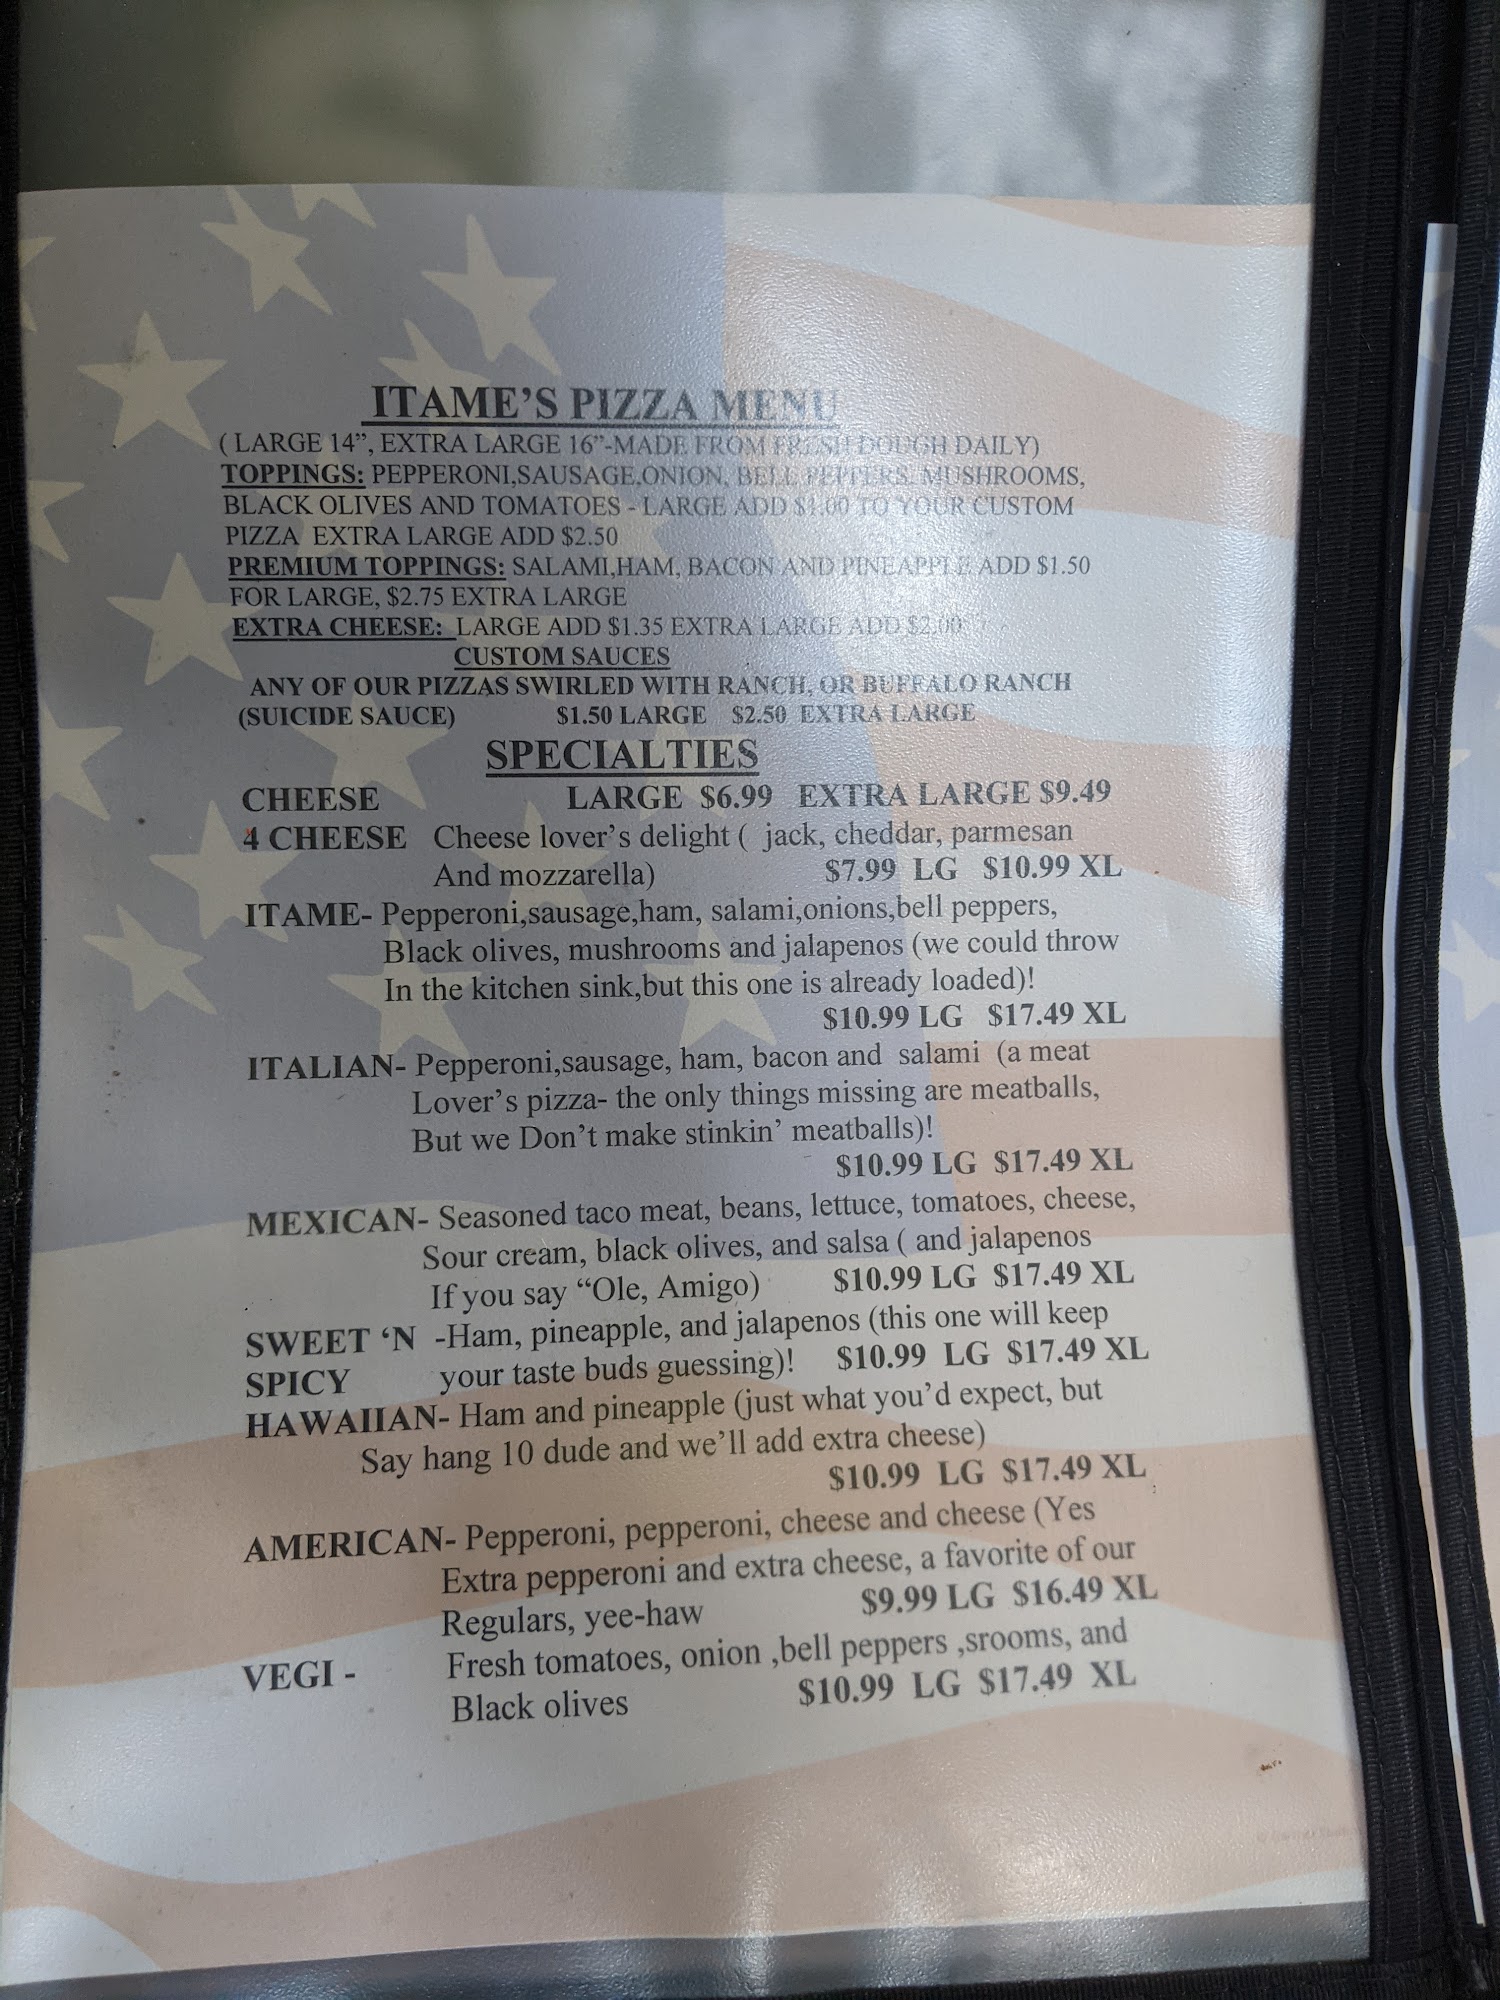 ITAME'S PIZZA MENU
( LARGE 14”, EXTRA LARGE 16”-MADE FROM FRESH DOUGH DAILY)
TOPPINGS: PEPPERONI,SAUSAGE,ONION, BELL PEPPERS, MUSHROOMS,
BLACK OLIVES AND TOMATOES - LARGE ADD $1.00 TO YOUR CUSTOM
PIZZA EXTRA LARGE ADD $2.50
PREMIUM TOPPINGS: SALAMI,HAM, BACON AND PINEAPPLE ADD $1.50
FOR LARGE, $2.75 EXTRA LARGE
EXTRA CHEESE: LARGE ADD $1.35 EXTRA LARGE ADD $2.00
CUSTOM SAUCES
ANY OF OUR PIZZAS SWIRLED WITH RANCH, OR BUFFALO RANCH
(SUICIDE SAUCE) $1.50 LARGE $2.50 EXTRA LARGE
SPECIALTIES
CHEESE LARGE $6.99 EXTRA LARGE $9.49
4 CHEESE Cheese lover's delight ( jack, cheddar, parmesan
And mozzarella) $7.99 LG $10.99 XL
ITAME- Pepperoni,sausage,ham, salami,onions,bell peppers,
Black olives, mushrooms and jalapenos (we could throw
In the kitchen sink,but this one is already loaded)!
$10.99 LG $17.49 XL
ITALIAN- Pepperoni,sausage, ham, bacon and salami (a meat
Lover's pizza- the only things missing are meatballs,
But we Don't make stinkin' meatballs)!
$10.99 LG $17.49 XL
MEXICAN- Seasoned taco meat, beans, lettuce, tomatoes, cheese,
Sour cream, black olives, and salsa ( and jalapenos
If you say “Ole, Amigo) $10.99 LG $17.49 XL
SWEET ‘N -Ham, pineapple, and jalapenos (this one will keep
SPICY your taste buds guessing)! $10.99 LG $17.49 XL
HAWAIIAN- Ham and pineapple (just what you'd expect, but
Say hang 10 dude and we'll add extra cheese)
$10.99 LG $17.49 XL
AMERICAN- Pepperoni, pepperoni, cheese and cheese (Yes
Extra pepperoni and extra cheese, a favorite of our
Regulars, yee-haw $9.99 LG $16.49 XL
VEGI - Fresh tomatoes, onion ,bell peppers ,srooms, and
Black olives $10.99 LG $17.49 XL